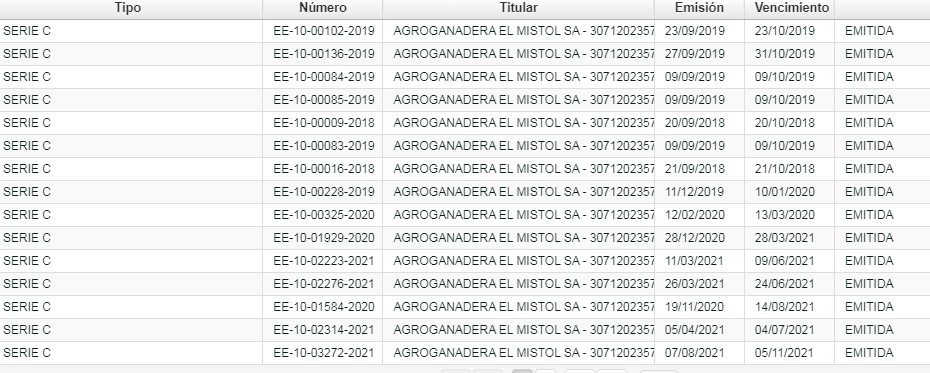 Tipo Número Titular Emisión Vencimiento
SERIE C EE-10-00102-2019 AGROGANADERA EL MISTOL SA - 3071202357 23/09/2019 23/10/2019 EMITIDA
SERIE C EE-10-00136-2019 AGROGANADERA EL MISTOL SA - 3071202357 27/09/2019 31/10/2019 EMITIDA
SERIE C EE-10-00084-2019 AGROGANADERA EL MISTOL SA - 3071202357 09/09/2019 09/10/2019 EMITIDA
SERIE C EE-10-00085-2019 AGROGANADERA EL MISTOL SA - 3071202357 09/09/2019 09/10/2019 EMITIDA
SERIE C EE-10-00009-2018 AGROGANADERA EL MISTOL SA - 3071202357 20/09/2018 20/10/2018 EMITIDA
SERIE C EE-10-00083-2019 AGROGANADERA EL MISTOL SA - 3071202357 09/09/2019 09/10/2019 EMITIDA
SERIE C EE-10-00016-2018 AGROGANADERA EL MISTOL SA - 3071202357 21/09/2018 21/10/2018 EMITIDA
SERIE C EE-10-00228-2019 AGROGANADERA EL MISTOL SA - 3071202357 11/12/2019 10/01/2020 EMITIDA
SERIE C EE-10-00325-2020 AGROGANADERA EL MISTOL SA - 3071202357 12/02/2020 13/03/2020 EMITIDA
SERIE C EE-10-01929-2020 AGROGANADERA EL MISTOL SA - 3071202357 28/12/2020 28/03/2021 EMITIDA
SERIE C EE-10-02223-2021 AGROGANADERA EL MISTOL SA - 3071202357 11/03/2021 09/06/2021 EMITIDA
SERIE C EE-10-02276-2021 AGROGANADERA EL MISTOL SA - 3071202357 26/03/2021 24/06/2021 EMITIDA
SERIE C EE-10-01584-2020 AGROGANADERA EL MISTOL SA - 3071202357 19/11/2020 14/08/2021 EMITIDA
SERIE C EE-10-02314-2021 AGROGANADERA EL MISTOL SA - 3071202357 05/04/2021 04/07/2021 EMITIDA
SERIE C EE-10-03272-2021 AGROGANADERA EL MISTOL SA - 3071202357 07/08/2021 05/11/2021 EMITIDA